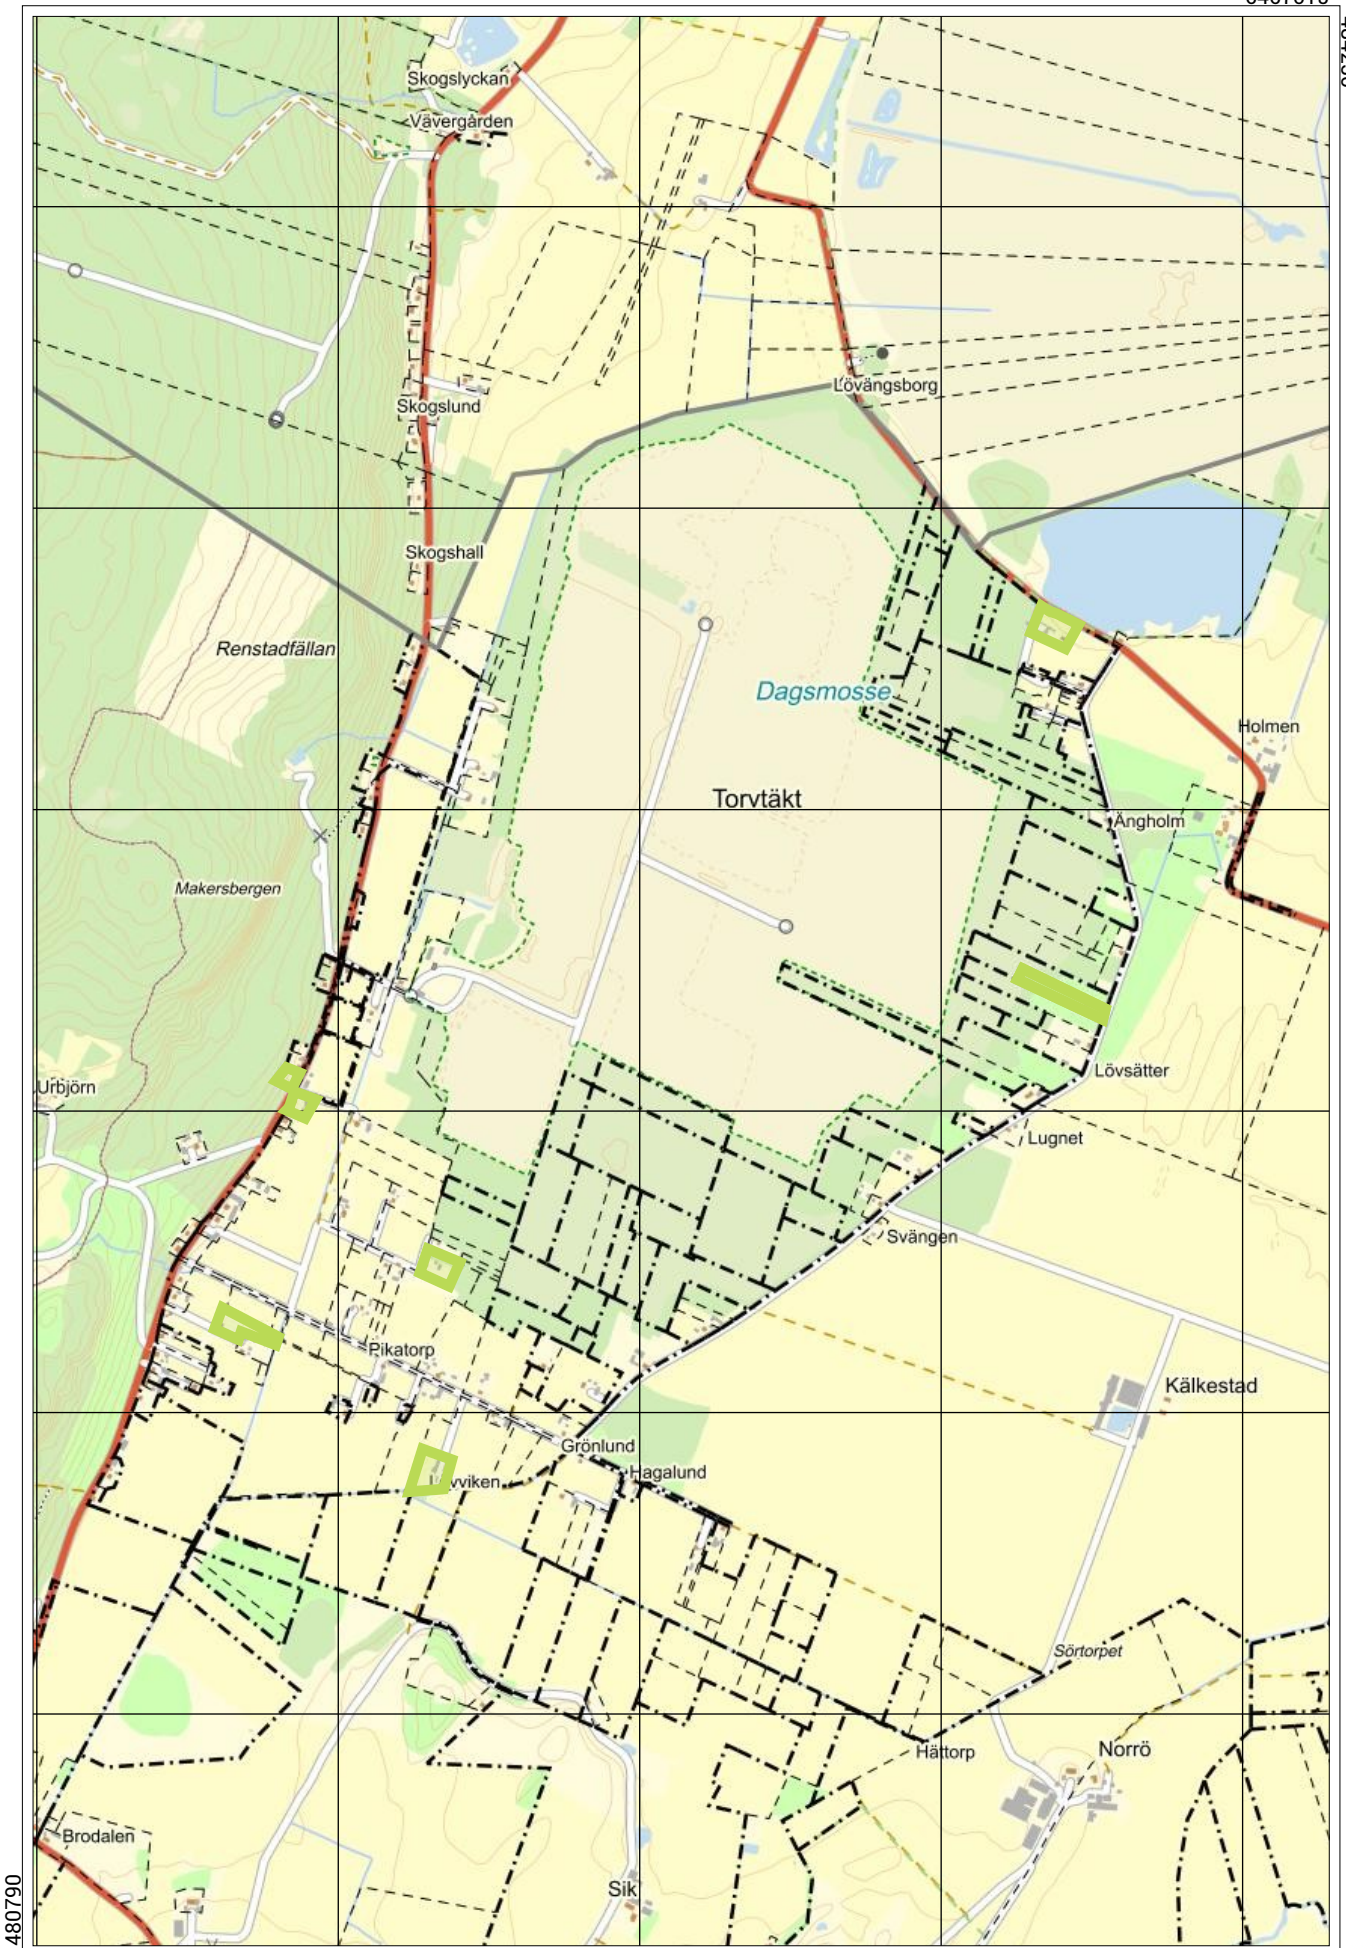 Skogslyckan
Vävergården
Lövängsborg
Skogslund
Skogshall
Renstadfällan
Dagsmosse
Holmen
Torvtäkt
Ängholm
Makersbergen
Lövsätter
Urbjörn
Lugnet
Svängen
Pikatorp
Kälkestad
Grönlund
Hagalund
Sörtorpet
Hättorp
Norrö
Brodalen
Sik
480790